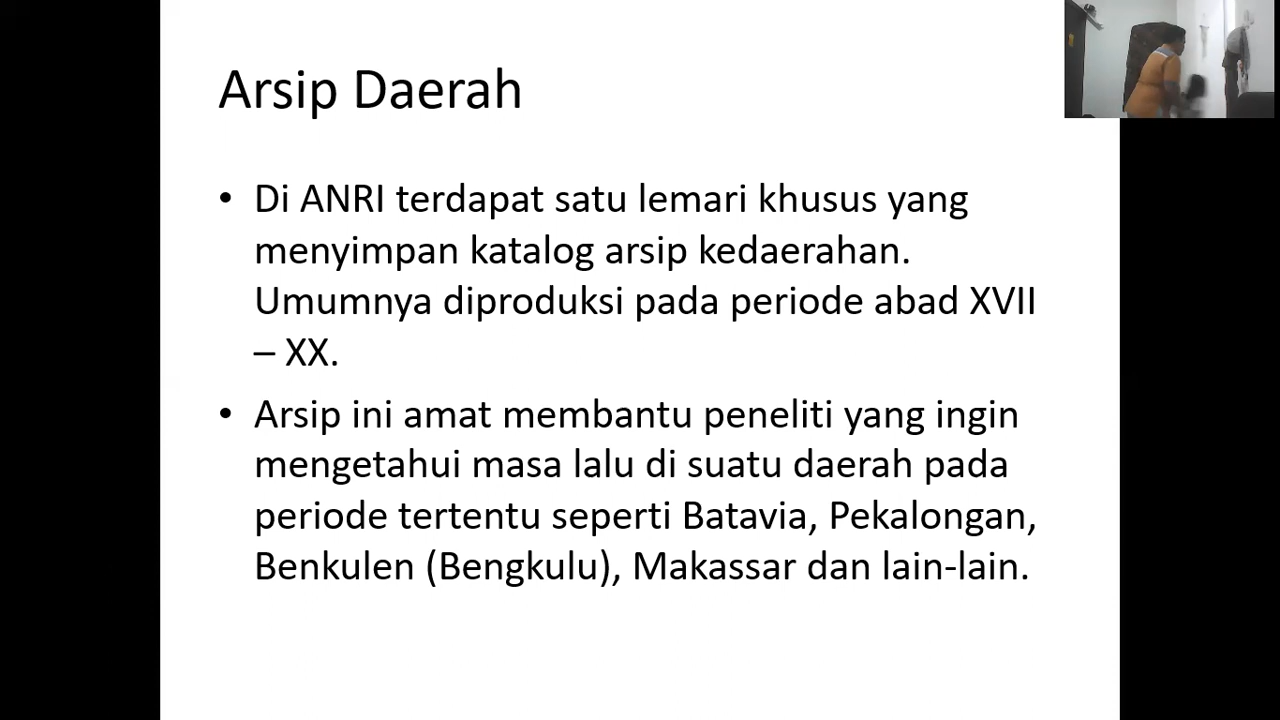 Arsip Daerah
• Di ANRI terdapat satu lemari khusus yang
menyimpan katalog arsip kedaerahan.
Umumnya diproduksi pada periode abad XVII
– XX.
• Arsip ini amat membantu peneliti yang ingin
mengetahui masa lalu di suatu daerah pada
periode tertentu seperti Batavia, Pekalongan,
Benkulen (Bengkulu), Makassar dan lain-lain.